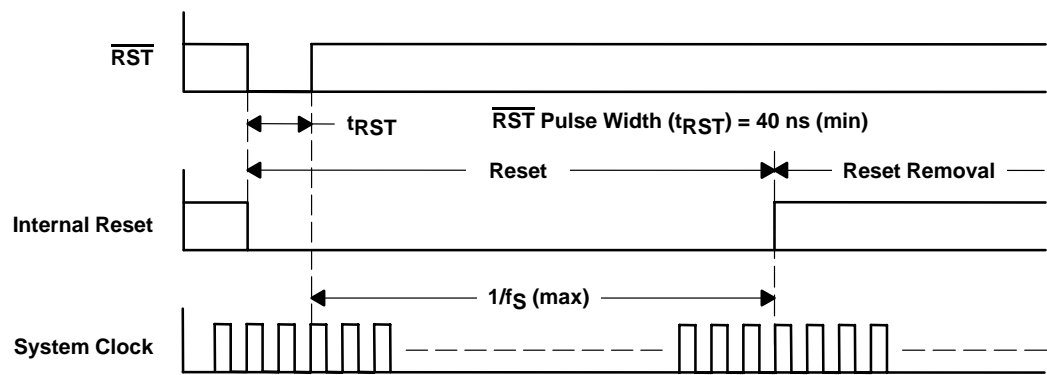 RST
tRST
RST Pulse Width (tRST) = 40 ns (min)
Reset
Reset Removal
Internal Reset
1/fS (max)
System Clock